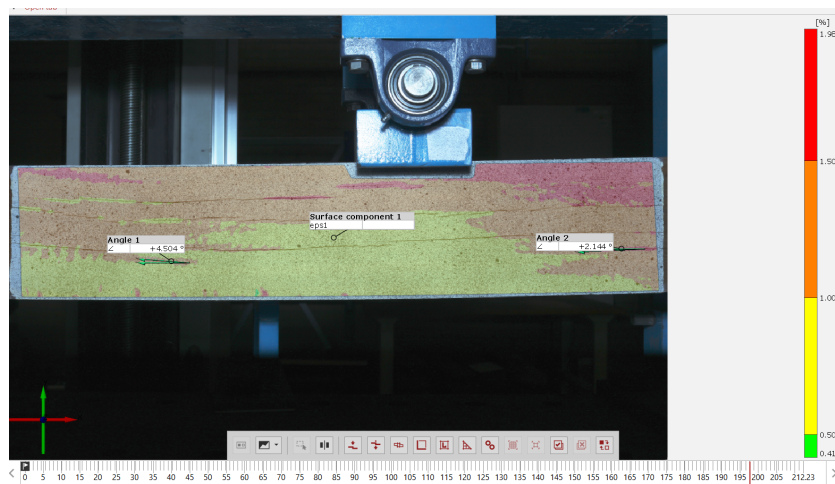 [%]
1.95
1.50
Surface component 1
eps1
Angle 1
∠ +4.504 °
Angle 2
∠ +2.144 °
1.00
0.50
0.41
0 5 10 15 20 25 30 35 40 45 50 55 60 65 70 75 80 85 90 95 100 105 110 115 120 125 130 135 140 145 150 155 160 165 170 175 180 185 190 195 200 205 212.23